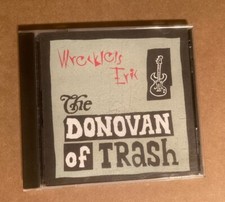 Wreckless
Eric
The
DONOVAN
of TRASH